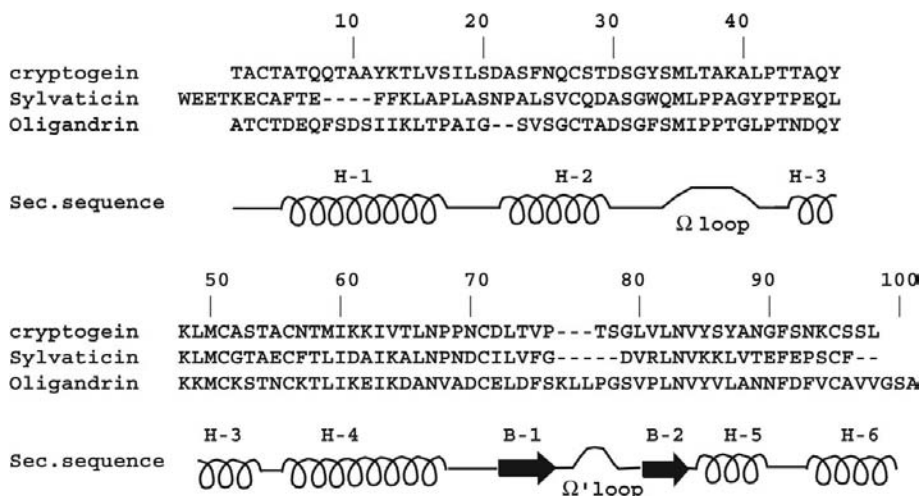 10 20 30 40
cryptogein TACTATQQTAAYKTLVSILSDASFNQCSTDSGYSMLTAKALPTTAQY
Sylvaticin WEETKECAFTE----FFKLAPLASNPALSVCQDASGWQMLPPAGYPTPEQL
Oligandrin ATCTDEQFSDSIIKLTPAIG--SVSGCTADSGFSMIPPTGLPTNDQY
H-1 H-2 H-3
Sec.sequence
Ω loop
50 60 70 80 90 100
cryptogein KLMCASTACNTMIKKIVTLNPPNCDLTVP---TSGLVLNVYSYANGFSNKCSSL
Sylvaticin KLMCGTAECFTLIDAIKALNPNDCILVFG-----DVRLNVKKLVTEFEPSCF--
Oligandrin KKMCKSTNCKTLIKEIKDANVADCELDFSKLLPGSVPLNVYVLANNFDFVCAVVGSA
H-3 H-4 B-1 B-2 H-5 H-6
Sec.sequence
Ω' loop